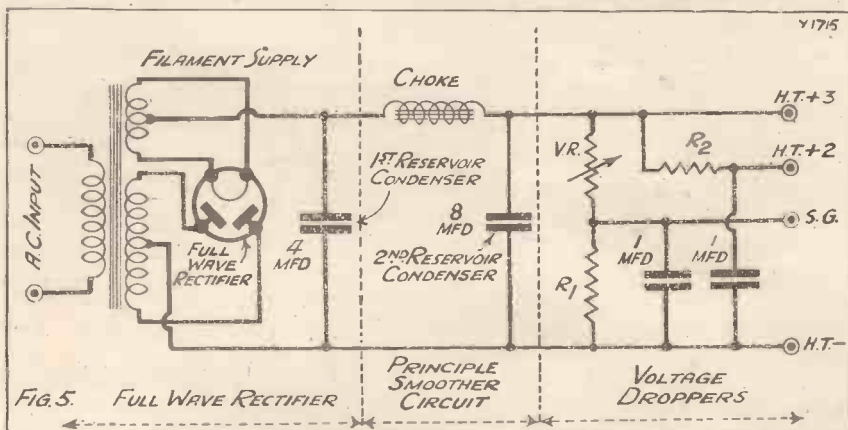 Y1715
FILAMENT SUPPLY
CHOKE
H.T.+3
V.R.
R2
H.T.+2
A.C. INPUT
1ST RESERVOIR
CONDENSER
S.G.
FULL
WAVE
RECTIFIER
4
MFD
8
MFD
2ND RESERVOIR
CONDENSER
R1
1
MFD
1
MFD
H.T-
FIG.5.
FULL WAVE RECTIFIER
PRINCIPLE
SMOOTHER
CIRCUIT
VOLTAGE
DROPPERS